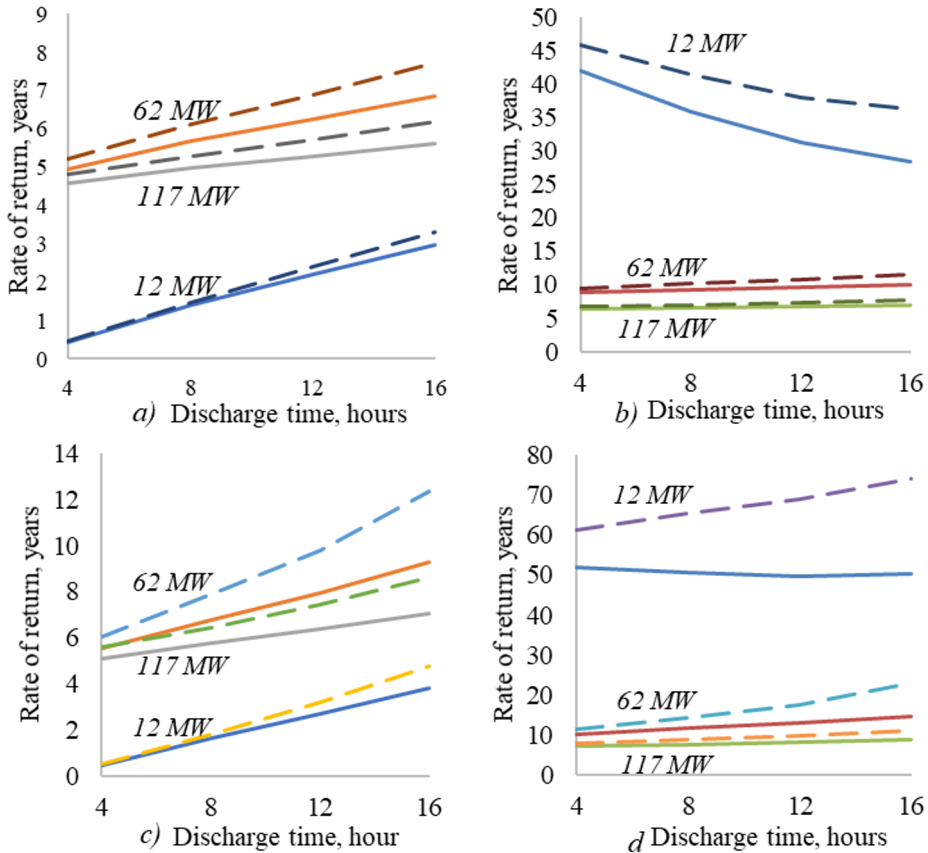 Rate of return, years
9
8
7
6
5
4
3
2
1
0
62 MW
117 MW
12 MW
4 8 12 16
a) Discharge time, hours
Rate of return, years
50
45
40
35
30
25
20
15
10
5
0
12 MW
62 MW
117 MW
4 8 12 16
b) Discharge time, hours
Rate of return, years
14
12
10
8
6
4
2
0
62 MW
117 MW
12 MW
4 8 12 16
c) Discharge time, hour
Rate of return, years
80
70
60
50
40
30
20
10
0
12 MW
62 MW
117 MW
4 8 12 16
d Discharge time, hours